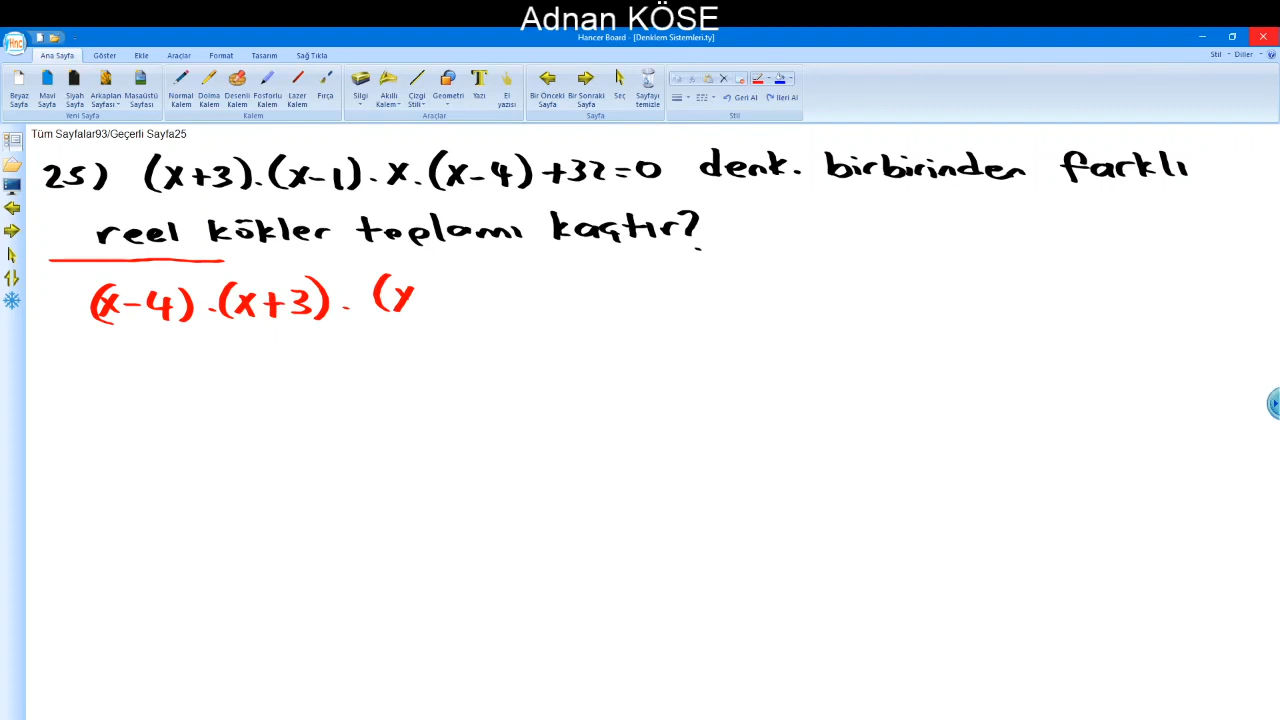 Adnan KÖSE
Hancer Board - [Denklem Sistemleri.ty]
Ana Sayfa Göster Ekle Araçlar Format Tasarım Sağ Tıkla Stil Diller
Beyaz Sayfa Mavi Sayfa Siyah Sayfa Arkaplan Sayfası Masaüstü Sayfası Normal Kalem Dolma Kalem Desenli Kalem Fosforlu Kalem Lazer Kalem Fırça Silgi Akıllı Kalem Çizgi Stili Geometri Yazı El yazısı Bir Önceki Sayfa Bir Sonraki Sayfa Seç Sayfayı temizle Geri Al İleri Al
Yeni Sayfa Kalem Araçlar Sayfa Stil
Tüm Sayfalar93/Geçerli Sayfa25
25) (x+3).(x-1).x.(x-4)+32=0 denk. birbirinden farklı
reel kökler toplamı kaçtır?
(x-4).(x+3).(x